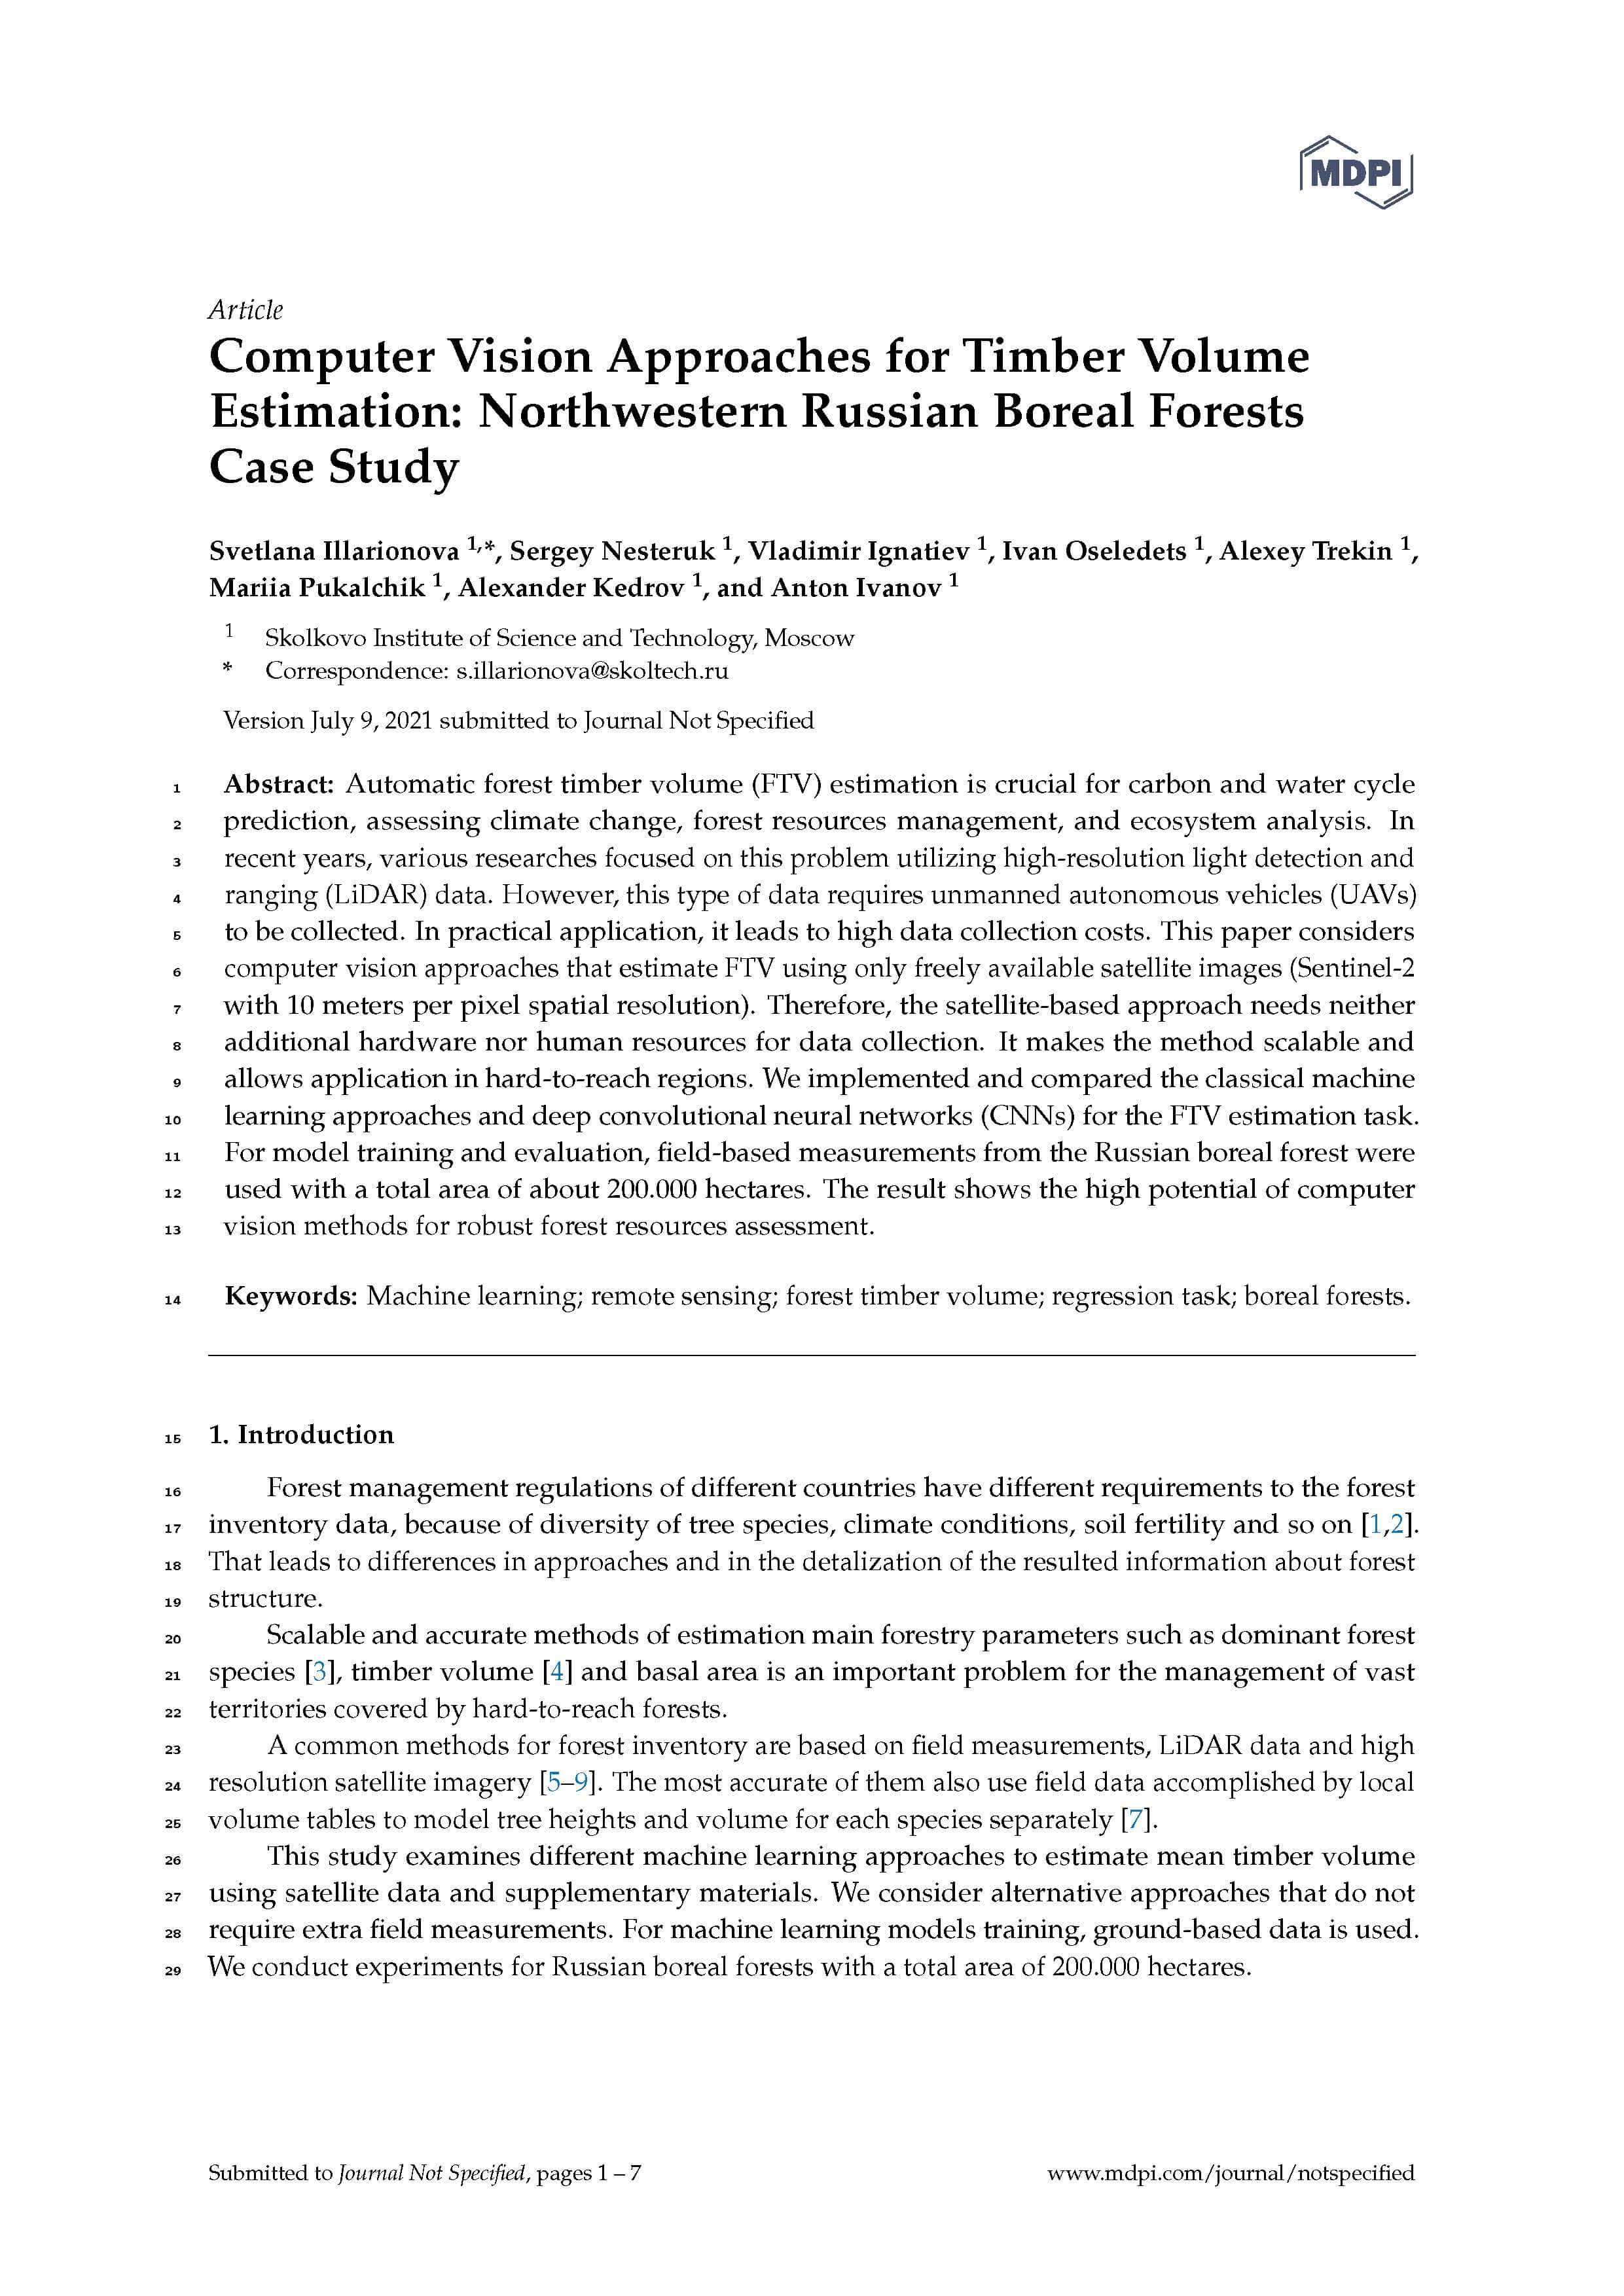 MDPI
Article
Computer Vision Approaches for Timber Volume
Estimation: Northwestern Russian Boreal Forests
Case Study
Svetlana Illarionova 1,*, Sergey Nesteruk 1, Vladimir Ignatiev 1, Ivan Oseledets 1, Alexey Trekin 1,
Mariia Pukalchik 1, Alexander Kedrov 1, and Anton Ivanov 1
1 Skolkovo Institute of Science and Technology, Moscow
* Correspondence: s.illarionova@skoltech.ru
Version July 9, 2021 submitted to Journal Not Specified
1 Abstract: Automatic forest timber volume (FTV) estimation is crucial for carbon and water cycle
2 prediction, assessing climate change, forest resources management, and ecosystem analysis. In
3 recent years, various researches focused on this problem utilizing high-resolution light detection and
4 ranging (LiDAR) data. However, this type of data requires unmanned autonomous vehicles (UAVs)
5 to be collected. In practical application, it leads to high data collection costs. This paper considers
6 computer vision approaches that estimate FTV using only freely available satellite images (Sentinel-2
7 with 10 meters per pixel spatial resolution). Therefore, the satellite-based approach needs neither
8 additional hardware nor human resources for data collection. It makes the method scalable and
9 allows application in hard-to-reach regions. We implemented and compared the classical machine
10 learning approaches and deep convolutional neural networks (CNNs) for the FTV estimation task.
11 For model training and evaluation, field-based measurements from the Russian boreal forest were
12 used with a total area of about 200.000 hectares. The result shows the high potential of computer
13 vision methods for robust forest resources assessment.
14 Keywords: Machine learning; remote sensing; forest timber volume; regression task; boreal forests.
15 1. Introduction
16 Forest management regulations of different countries have different requirements to the forest
17 inventory data, because of diversity of tree species, climate conditions, soil fertility and so on [1,2].
18 That leads to differences in approaches and in the detalization of the resulted information about forest
19 structure.
20 Scalable and accurate methods of estimation main forestry parameters such as dominant forest
21 species [3], timber volume [4] and basal area is an important problem for the management of vast
22 territories covered by hard-to-reach forests.
23 A common methods for forest inventory are based on field measurements, LiDAR data and high
24 resolution satellite imagery [5–9]. The most accurate of them also use field data accomplished by local
25 volume tables to model tree heights and volume for each species separately [7].
26 This study examines different machine learning approaches to estimate mean timber volume
27 using satellite data and supplementary materials. We consider alternative approaches that do not
28 require extra field measurements. For machine learning models training, ground-based data is used.
29 We conduct experiments for Russian boreal forests with a total area of 200.000 hectares.
Submitted to Journal Not Specified, pages 1 – 7 www.mdpi.com/journal/notspecified